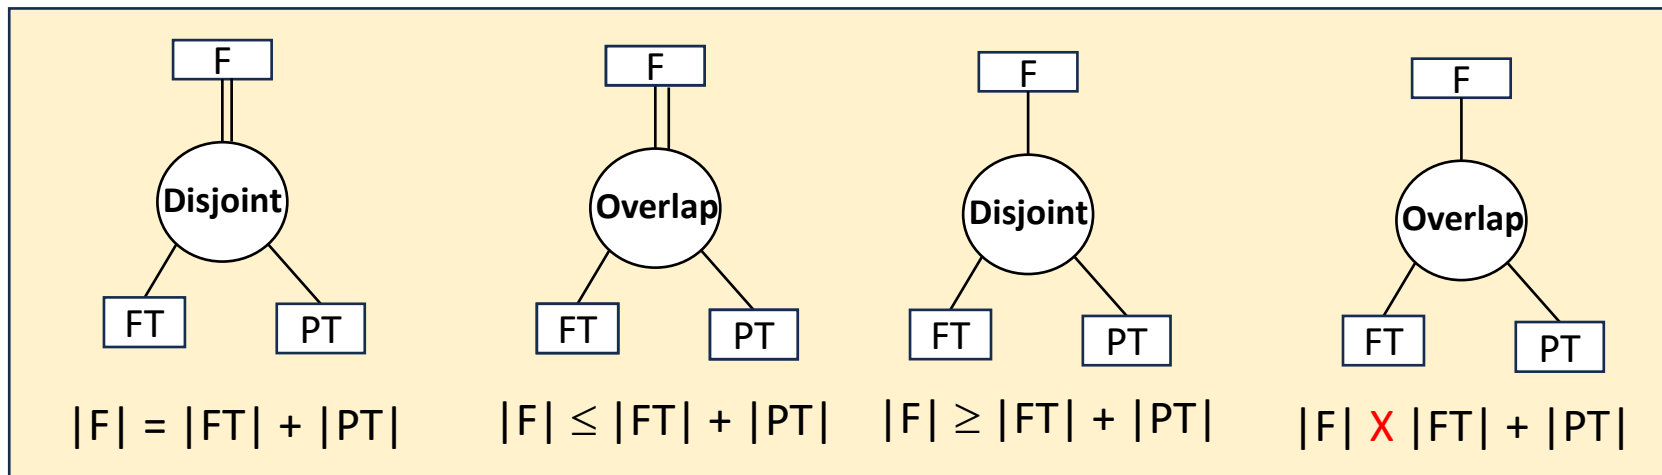 F
Disjoint
FT
PT
|F| = |FT| + |PT|
F
Overlap
FT
PT
|F| ≤ |FT| + |PT|
F
Disjoint
FT
PT
|F| ≥ |FT| + |PT|
F
Overlap
FT
PT
|F| X |FT| + |PT|